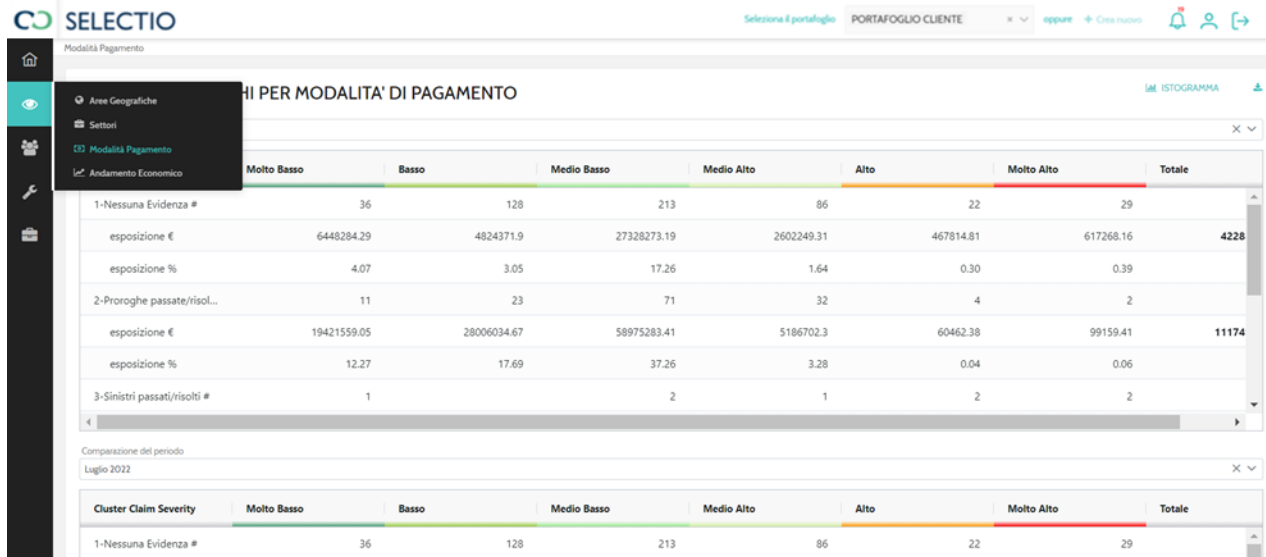 SELECTIO
Seleziona il portafoglio PORTAFOGLIO CLIENTE oppure + Crea nuovo 19
Modalità Pagamento
HI PER MODALITA' DI PAGAMENTO ISTOGRAMMA
Aree Geografiche
Settori
Modalità Pagamento
Andamento Economico
Molto Basso Basso Medio Basso Medio Alto Alto Molto Alto Totale
1-Nessuna Evidenza # 36 128 213 86 22 29
esposizione € 6448284.29 4824371.9 27328273.19 2602249.31 467814.81 617268.16 4228
esposizione % 4.07 3.05 17.26 1.64 0.30 0.39
2-Proroghe passate/risol... 11 23 71 32 4 2
esposizione € 19421559.05 28006034.67 58975283.41 5186702.3 60462.38 99159.41 11174
esposizione % 12.27 17.69 37.26 3.28 0.04 0.06
3-Sinistri passati/risolti # 1 2 1 2 2
Comparazione del periodo
Luglio 2022
Cluster Claim Severity Molto Basso Basso Medio Basso Medio Alto Alto Molto Alto Totale
1-Nessuna Evidenza # 36 128 213 86 22 29